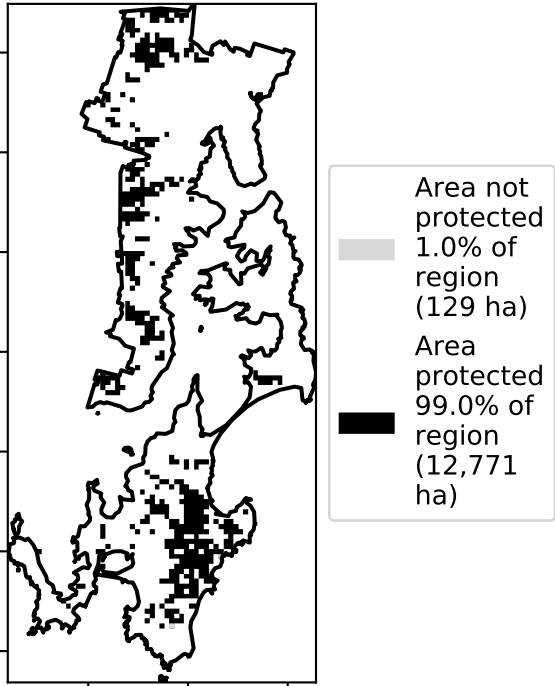 Area not
protected
1.0% of
region
(129 ha)
Area
protected
99.0% of
region
(12,771
ha)